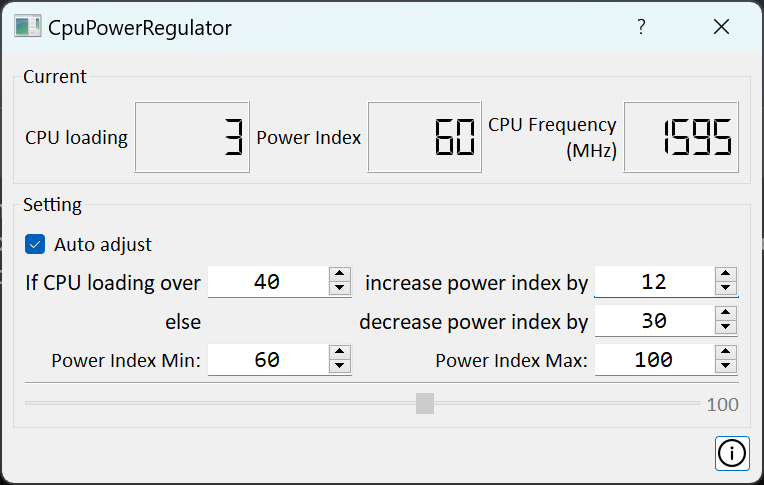 CpuPowerRegulator ?
Current
CPU loading 3 Power Index 60 CPU Frequency (MHz) 1595
Setting
Auto adjust
If CPU loading over 40 increase power index by 12
else decrease power index by 30
Power Index Min: 60 Power Index Max: 100
100